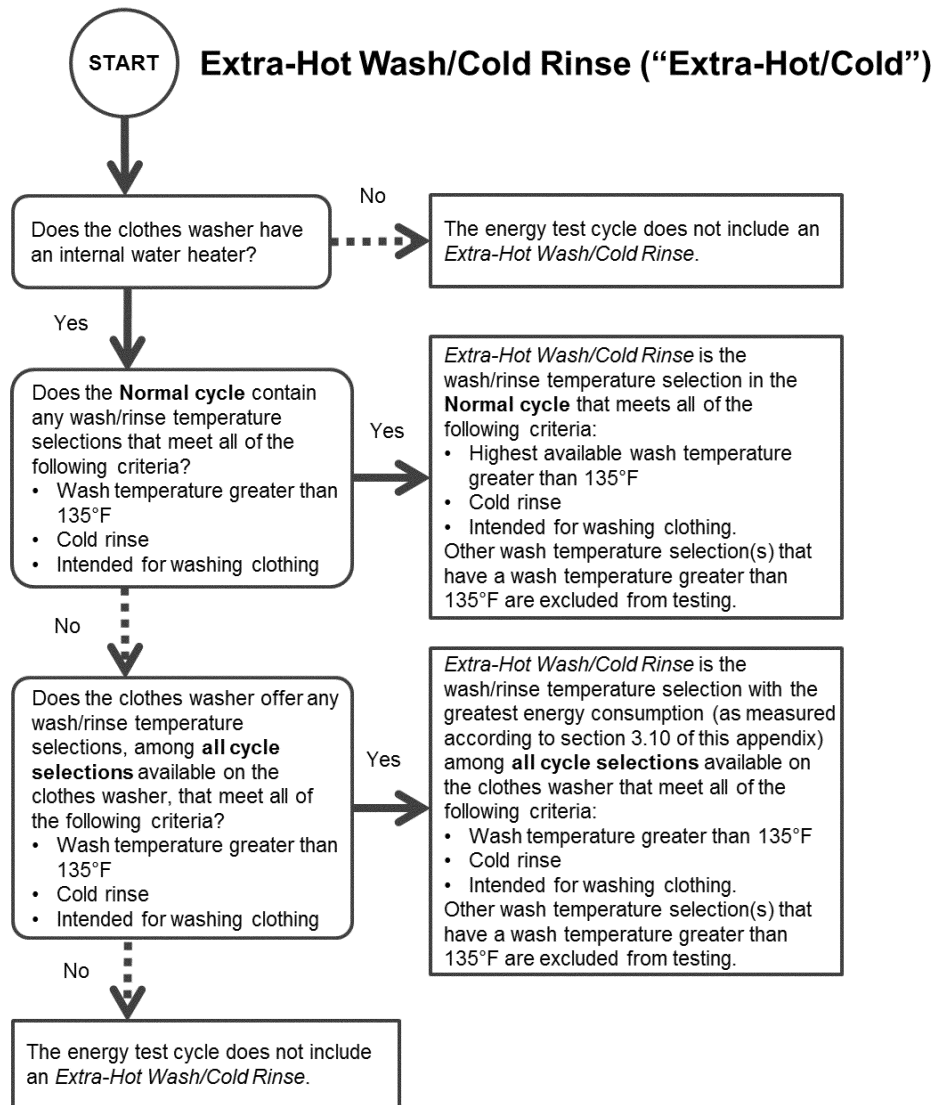 START
Extra-Hot Wash/Cold Rinse (“Extra-Hot/Cold”)
Does the clothes washer have
an internal water heater?
No
The energy test cycle does not include an
Extra-Hot Wash/Cold Rinse.
Yes
Does the Normal cycle contain
any wash/rinse temperature
selections that meet all of the
following criteria?
• Wash temperature greater than
135°F
• Cold rinse
• Intended for washing clothing
Yes
Extra-Hot Wash/Cold Rinse is the
wash/rinse temperature selection in the
Normal cycle that meets all of the
following criteria:
• Highest available wash temperature
greater than 135°F
• Cold rinse
• Intended for washing clothing.
Other wash temperature selection(s) that
have a wash temperature greater than
135°F are excluded from testing.
No
Does the clothes washer offer any
wash/rinse temperature
selections, among all cycle
selections available on the
clothes washer, that meet all of
the following criteria?
• Wash temperature greater than
135°F
• Cold rinse
• Intended for washing clothing
Yes
Extra-Hot Wash/Cold Rinse is the
wash/rinse temperature selection with the
greatest energy consumption (as measured
according to section 3.10 of this appendix)
among all cycle selections available on
the clothes washer that meet all of the
following criteria:
• Wash temperature greater than 135°F
• Cold rinse
• Intended for washing clothing.
Other wash temperature selection(s) that
have a wash temperature greater than
135°F are excluded from testing.
No
The energy test cycle does not include
an Extra-Hot Wash/Cold Rinse.